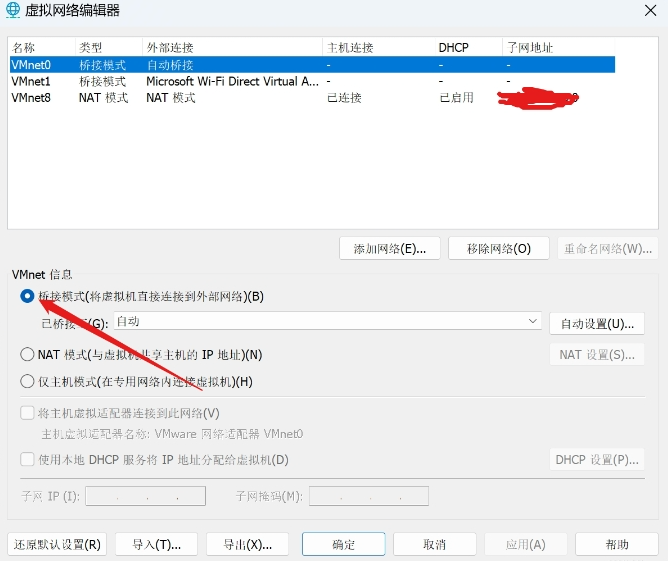 虚拟网络编辑器
名称 类型 外部连接 主机连接 DHCP 子网地址
VMnet0 桥接模式 自动桥接 - - -
VMnet1 桥接模式 Microsoft Wi-Fi Direct Virtual A... - - -
VMnet8 NAT 模式 NAT 模式 已连接 已启用
添加网络(E)... 移除网络(O) 重命名网络(W)...
VMnet 信息
桥接模式(将虚拟机直接连接到外部网络)(B)
已桥接(G): 自动 自动设置(U)...
NAT 模式(与虚拟机共享主机的 IP 地址)(N) NAT 设置(S)...
仅主机模式(在专用网络内连接虚拟机)(H)
将主机虚拟适配器连接到此网络(V)
主机虚拟适配器名称: VMware 网络适配器 VMnet0
使用本地 DHCP 服务将 IP 地址分配给虚拟机(D) DHCP 设置(P)...
子网 IP (I): . . . 子网掩码(M): . . .
还原默认设置(R) 导入(T)... 导出(X)... 确定 取消 应用(A) 帮助